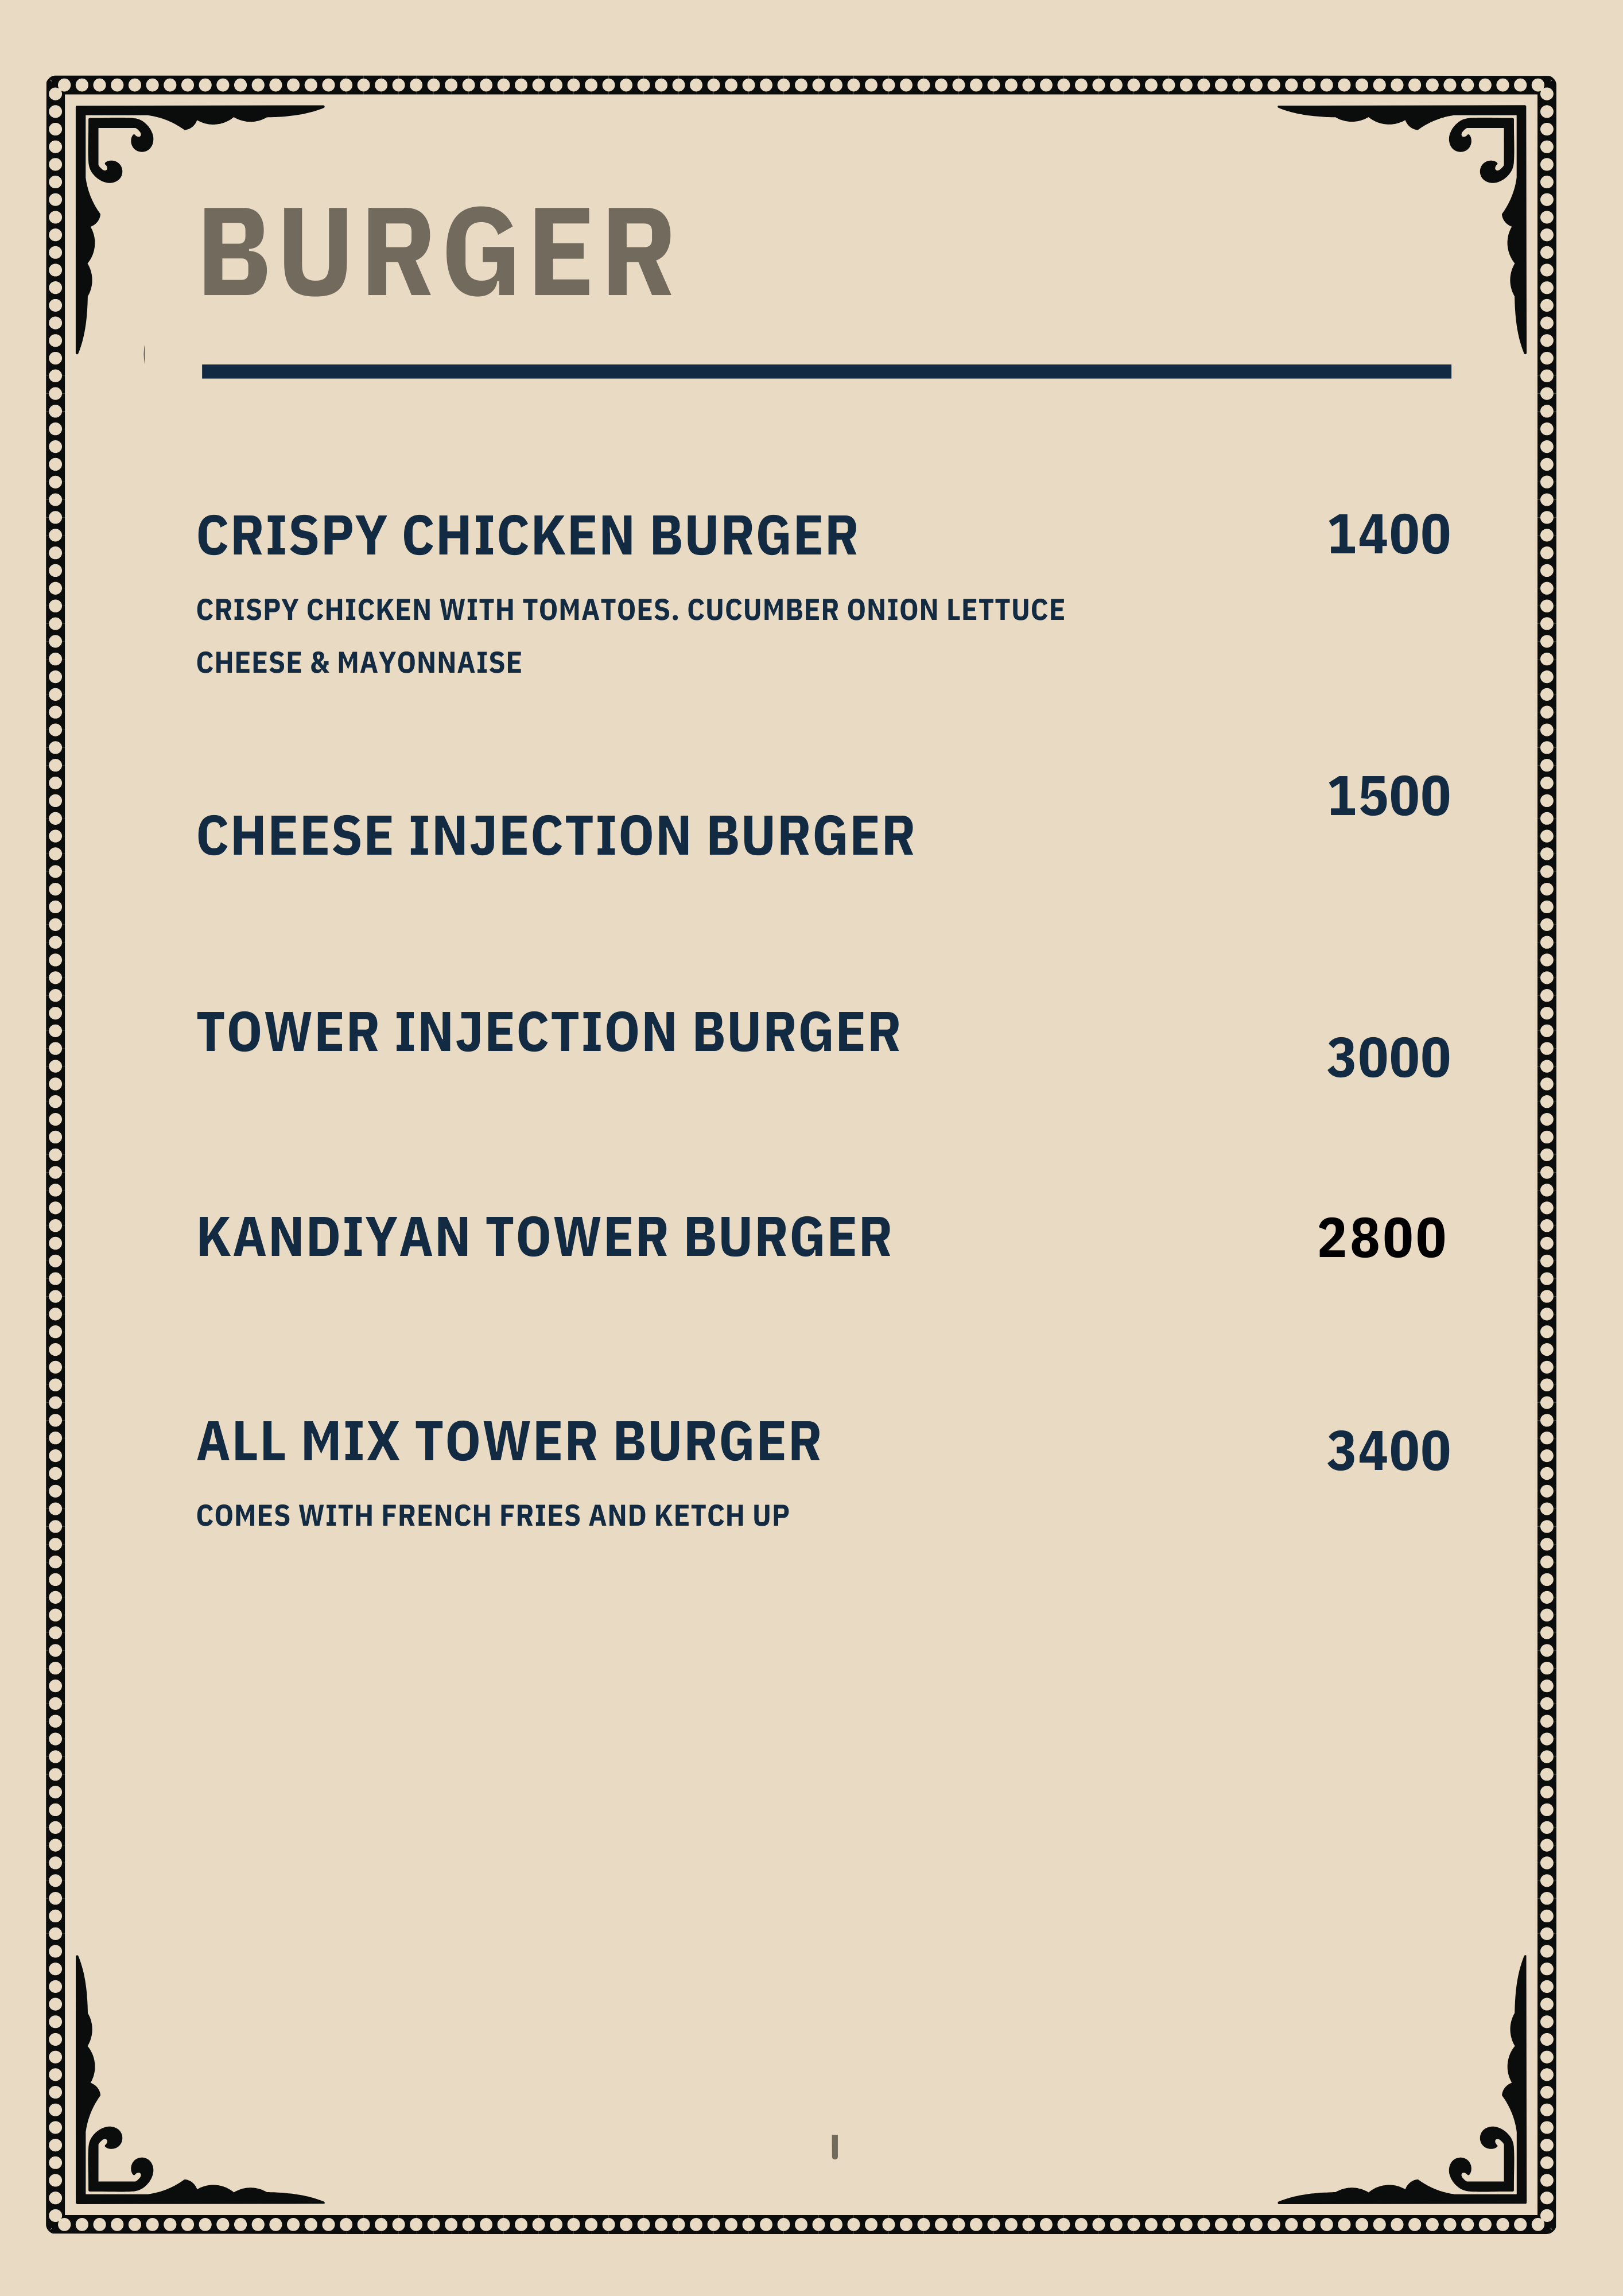 BURGER
CRISPY CHICKEN BURGER 1400
CRISPY CHICKEN WITH TOMATOES. CUCUMBER ONION LETTUCE
CHEESE & MAYONNAISE
1500
CHEESE INJECTION BURGER
TOWER INJECTION BURGER
3000
KANDIYAN TOWER BURGER 2800
ALL MIX TOWER BURGER 3400
COMES WITH FRENCH FRIES AND KETCH UP